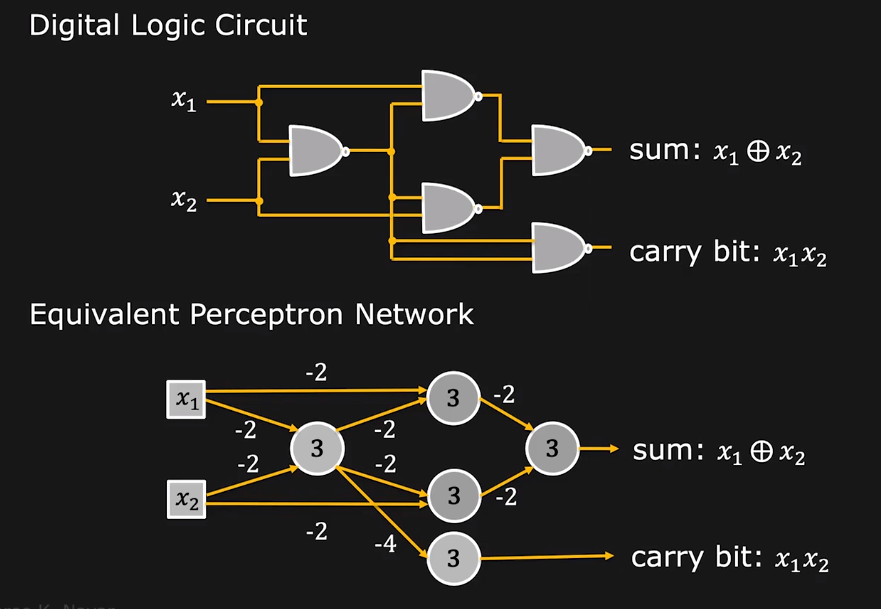 Digital Logic Circuit
x₁
x₂
sum: x₁ ⊕ x₂
carry bit: x₁x₂
Equivalent Perceptron Network
-2
x₁
3
-2
-2
-2
3
3
sum: x₁ ⊕ x₂
-2
-2
x₂
3
-2
-2
-4
3
carry bit: x₁x₂